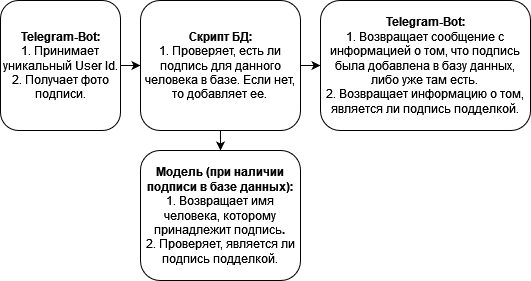 Telegram-Bot:
1. Принимает
уникальный User Id.
2. Получает фото
подписи.
Скрипт БД:
1. Проверяет, есть ли
подпись для данного
человека в базе. Если нет,
то добавляет ее.
Telegram-Bot:
1. Возвращает сообщение с
информацией о том, что подпись
была добавлена в базу данных,
либо уже там есть.
2. Возвращает информацию о том,
является ли подпись подделкой.
Модель (при наличии
подписи в базе данных):
1. Возвращает имя
человека, которому
принадлежит подпись.
2. Проверяет, является ли
подпись подделкой.